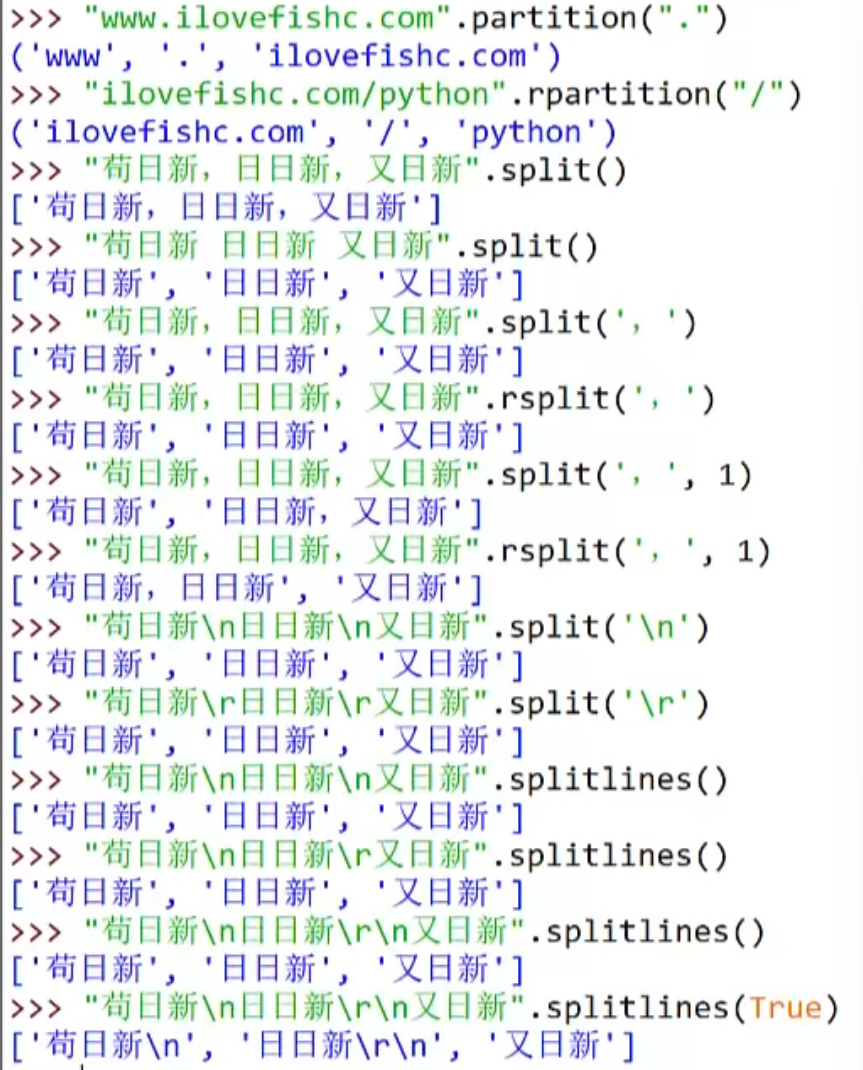 >>> "www.ilovefishc.com".partition(".")
('www', '.', 'ilovefishc.com')
>>> "ilovefishc.com/python".rpartition("/")
('ilovefishc.com', '/', 'python')
>>> "苟日新，日日新，又日新".split()
['苟日新，日日新，又日新']
>>> "苟日新 日日新 又日新".split()
['苟日新', '日日新', '又日新']
>>> "苟日新，日日新，又日新".split('，')
['苟日新', '日日新', '又日新']
>>> "苟日新，日日新，又日新".rsplit('，')
['苟日新', '日日新', '又日新']
>>> "苟日新，日日新，又日新".split('，', 1)
['苟日新', '日日新，又日新']
>>> "苟日新，日日新，又日新".rsplit('，', 1)
['苟日新，日日新', '又日新']
>>> "苟日新\n日日新\n又日新".split('\n')
['苟日新', '日日新', '又日新']
>>> "苟日新\r日日新\r又日新".split('\r')
['苟日新', '日日新', '又日新']
>>> "苟日新\n日日新\n又日新".splitlines()
['苟日新', '日日新', '又日新']
>>> "苟日新\n日日新\r又日新".splitlines()
['苟日新', '日日新', '又日新']
>>> "苟日新\n日日新\r\n又日新".splitlines()
['苟日新', '日日新', '又日新']
>>> "苟日新\n日日新\r\n又日新".splitlines(True)
['苟日新\n', '日日新\r\n', '又日新']